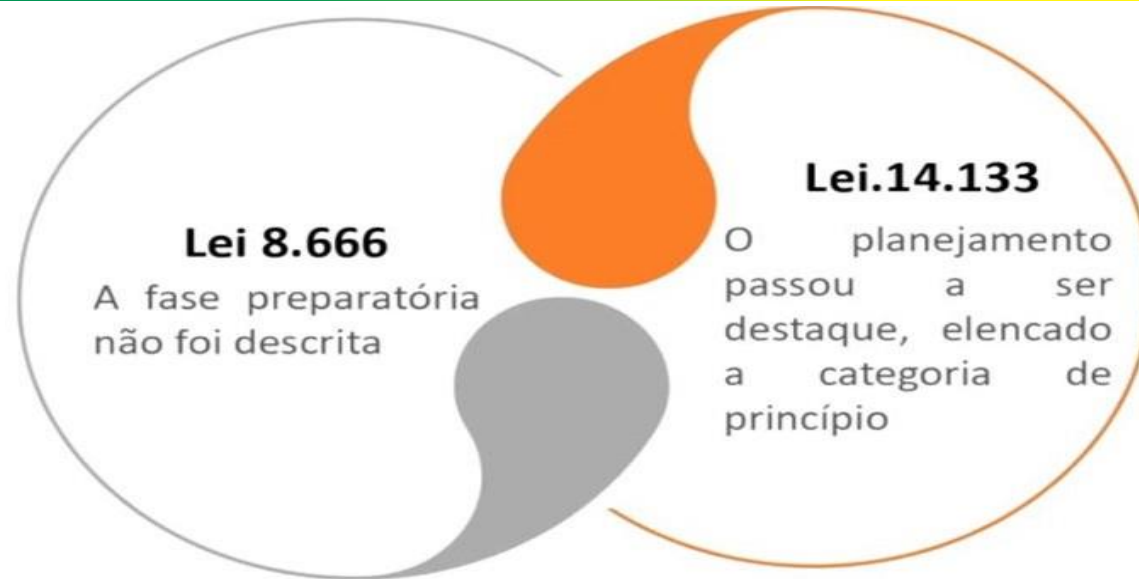 Lei 8.666
A fase preparatória
não foi descrita
Lei.14.133
O planejamento
passou a ser
destaque, elencado
a categoria de
princípio